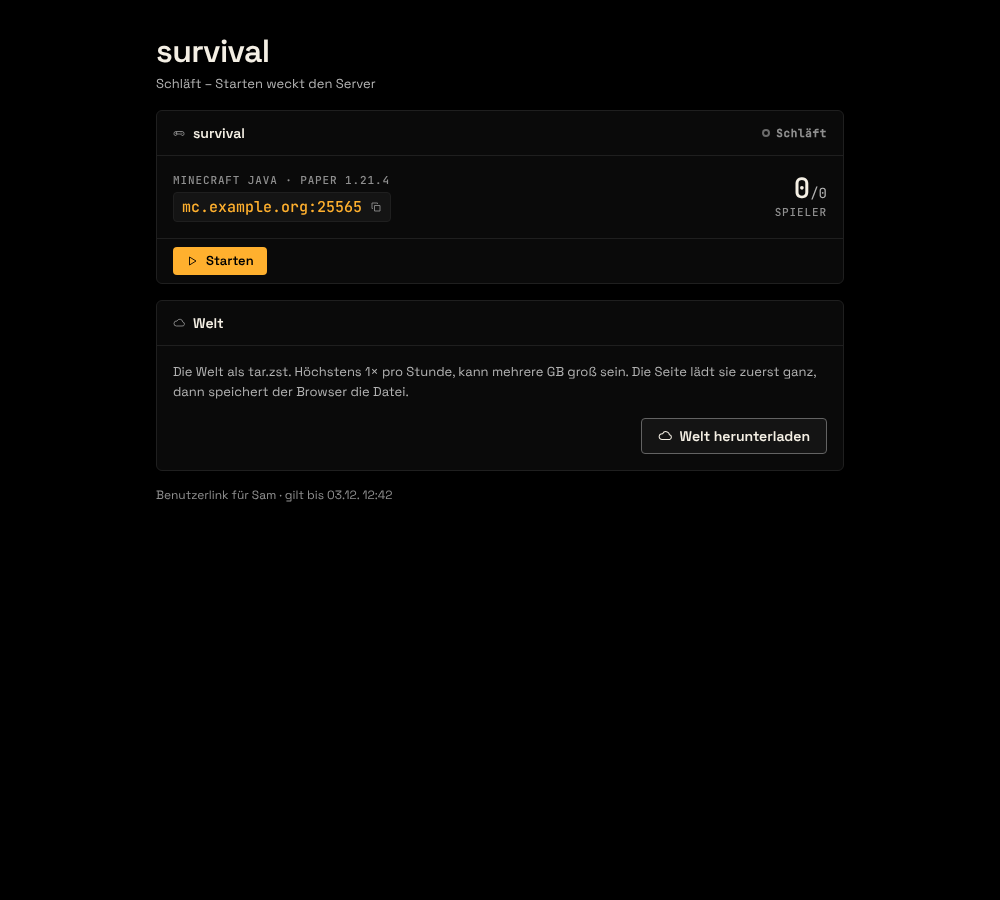 survival
Schläft – Starten weckt den Server
survival
Schläft
MINECRAFT JAVA · PAPER 1.21.4
mc.example.org:25565
0/0
SPIELER
Starten
Welt
Die Welt als tar.zst. Höchstens 1× pro Stunde, kann mehrere GB groß sein. Die Seite lädt sie zuerst ganz,
dann speichert der Browser die Datei.
Welt herunterladen
Benutzerlink für Sam · gilt bis 03.12. 12:42